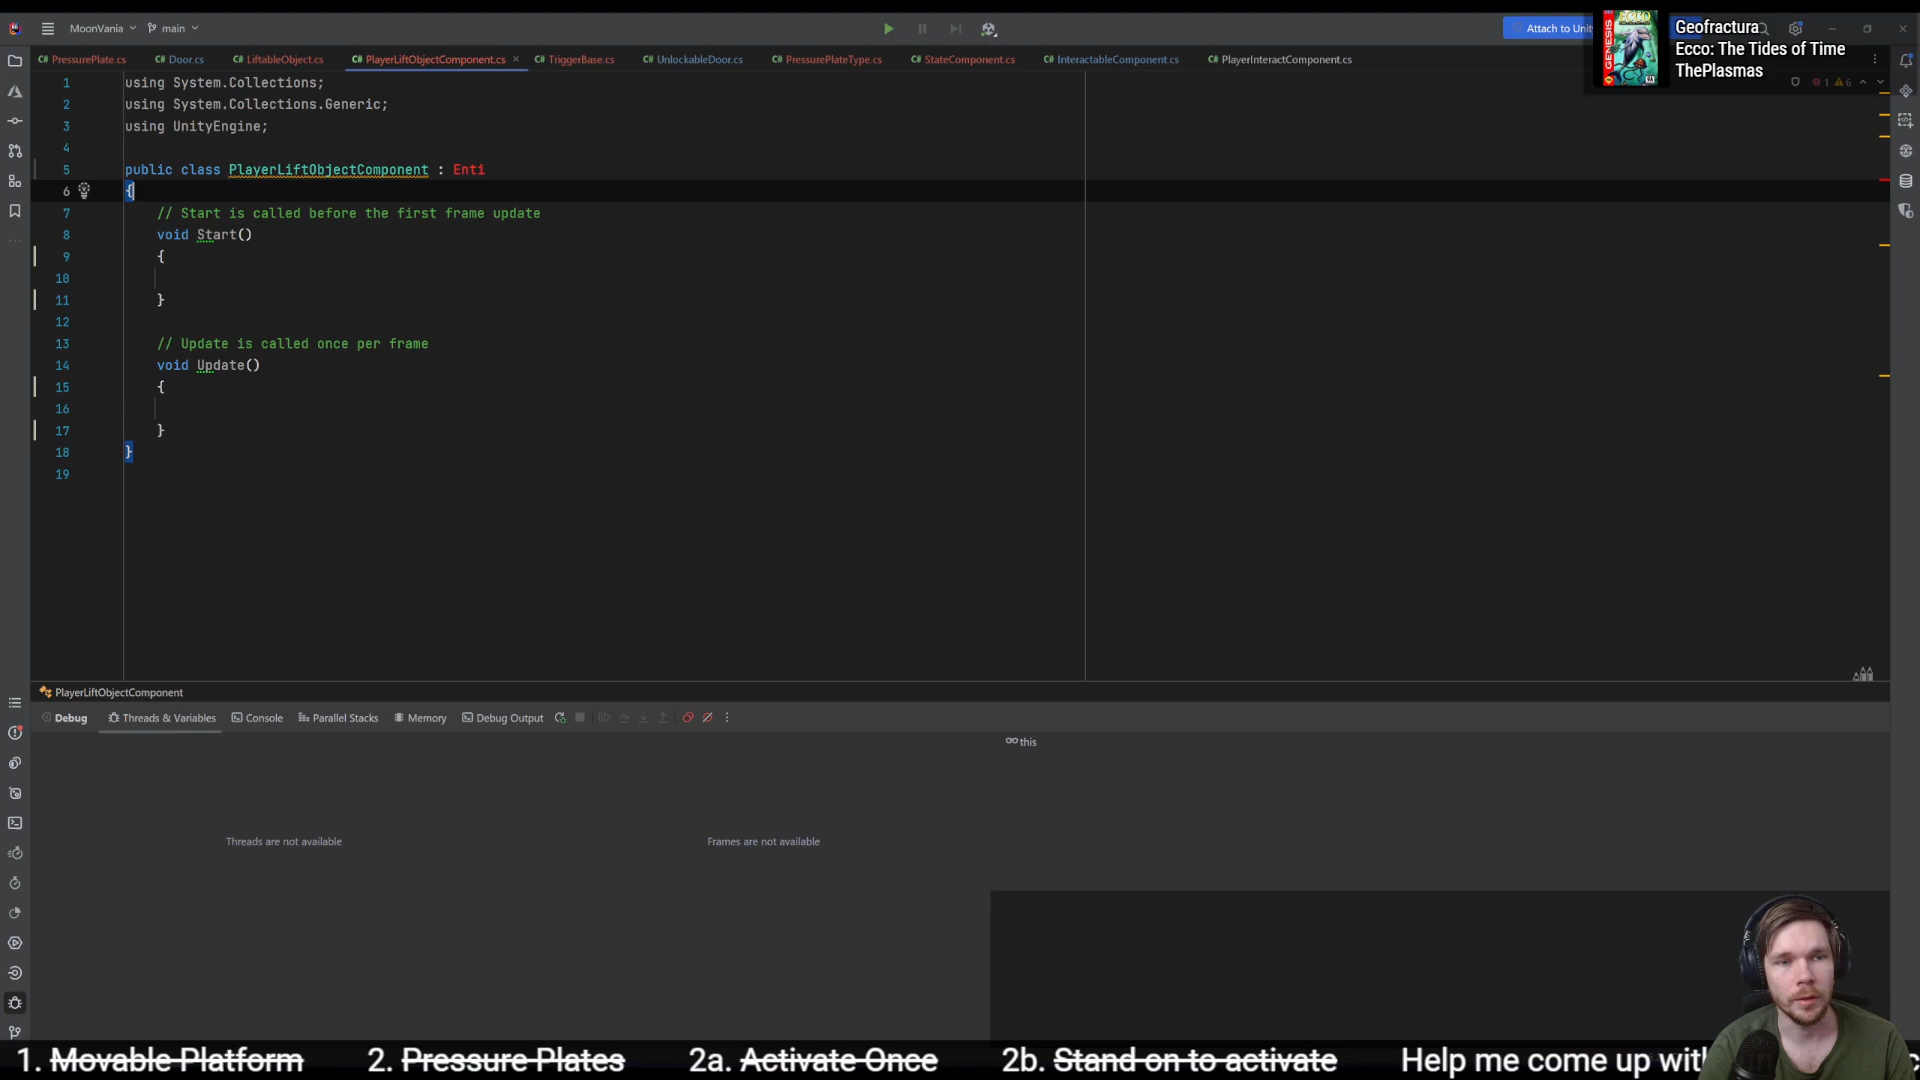 MoonVania
main
Attach to Unit
GENESIS
ECCO
Geofractura
Ecco: The Tides of Time
ThePlasmas
C# PressurePlate.cs
C# Door.cs
C# LiftableObject.cs
C# PlayerLiftObjectComponent.cs
C# TriggerBase.cs
C# UnlockableDoor.cs
C# PressurePlateType.cs
C# StateComponent.cs
C# InteractableComponent.cs
C# PlayerInteractComponent.cs
1 6
1 using System.Collections;
2 using System.Collections.Generic;
3 using UnityEngine;
4
5 public class PlayerLiftObjectComponent : Enti
6 {
7 // Start is called before the first frame update
8 void Start()
9 {
10
11 }
12
13 // Update is called once per frame
14 void Update()
15 {
16
17 }
18 }
19
PlayerLiftObjectComponent
Debug
Threads & Variables
Console
Parallel Stacks
Memory
Debug Output
this
Threads are not available
Frames are not available
1. Movable Platform 2. Pressure Plates 2a. Activate Once 2b. Stand on to activate Help me come up with